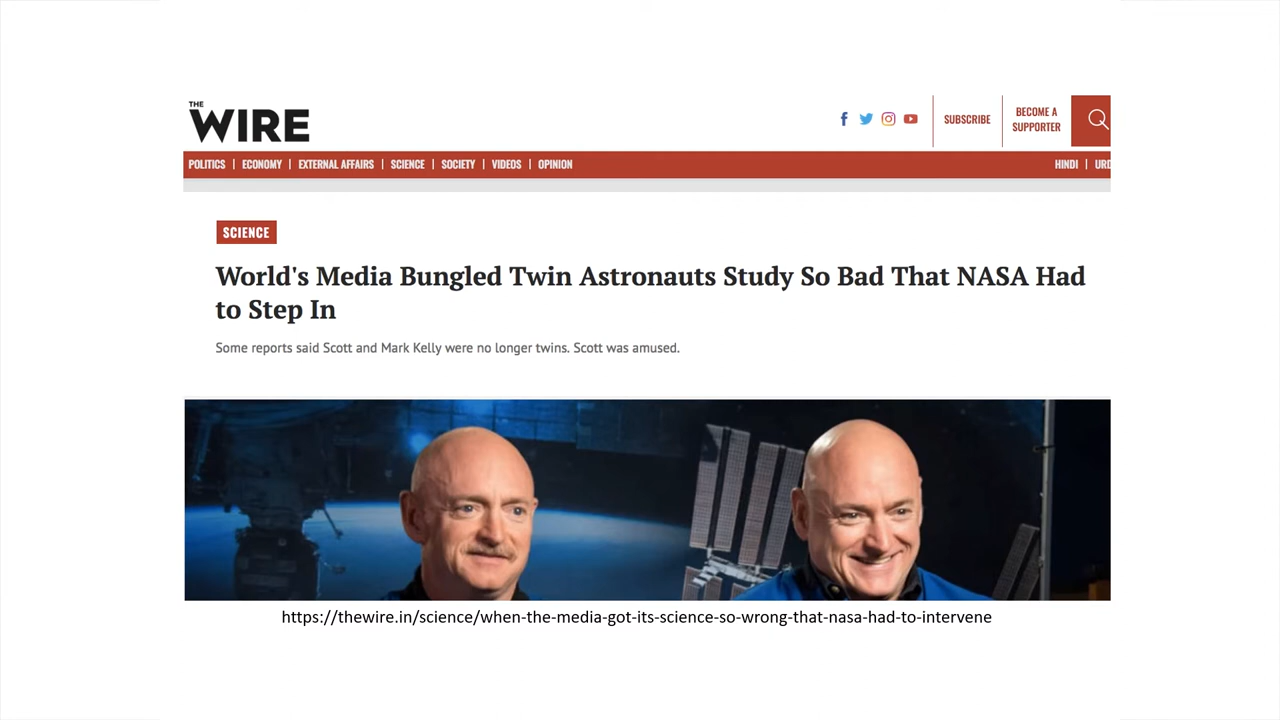 THE
WIRE
SUBSCRIBE
BECOME A
SUPPORTER
POLITICS | ECONOMY | EXTERNAL AFFAIRS | SCIENCE | SOCIETY | VIDEOS | OPINION
HINDI | URD
SCIENCE
World's Media Bungled Twin Astronauts Study So Bad That NASA Had
to Step In
Some reports said Scott and Mark Kelly were no longer twins. Scott was amused.
https://thewire.in/science/when-the-media-got-its-science-so-wrong-that-nasa-had-to-intervene